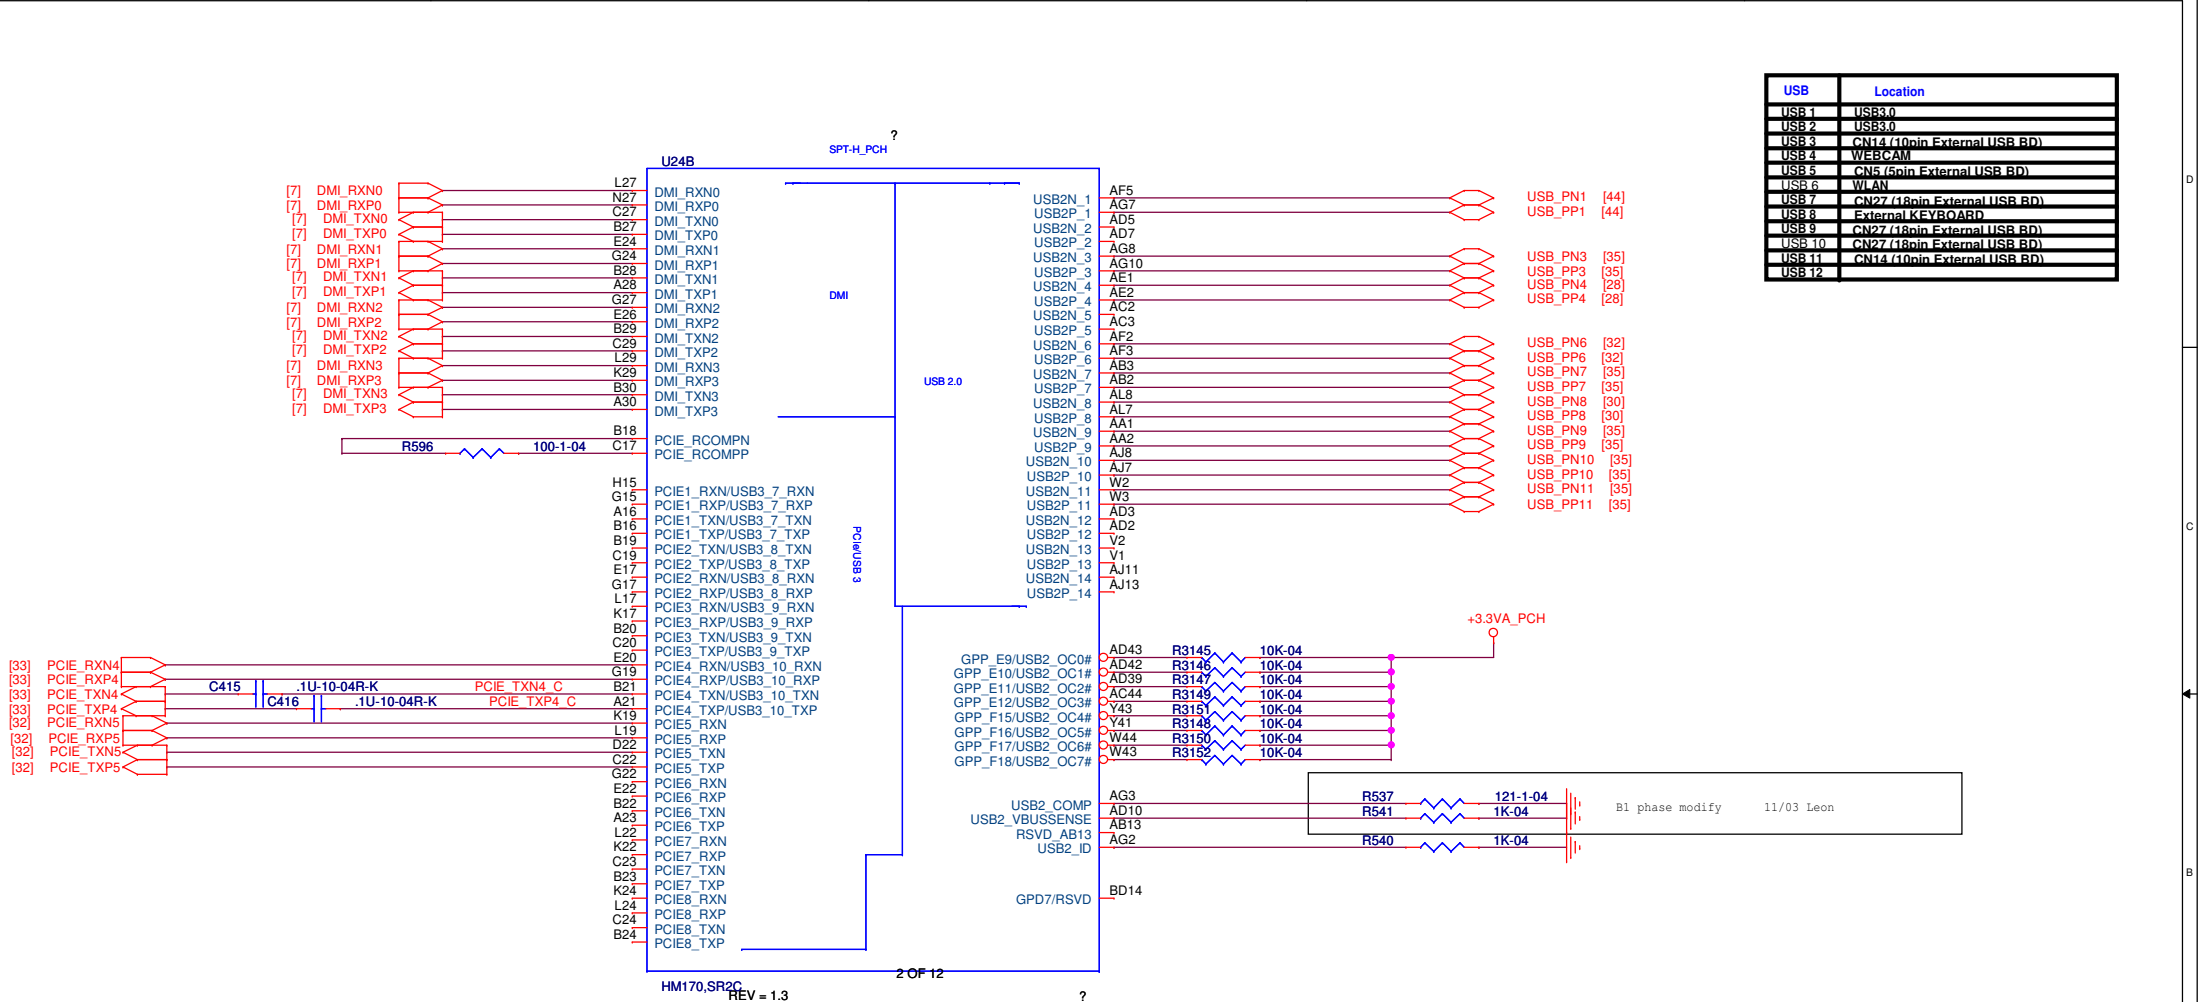 USB Location
USB 1 USB3.0
USB 2 USB3.0
USB 3 CN14 (10pin External USB BD)
USB 4 WEBCAM
USB 5 CN5 (5pin External USB BD)
USB 6 WLAN
USB 7 CN27 (18pin External USB BD)
USB 8 External KEYBOARD
USB 9 CN27 (18pin External USB BD)
USB 10 CN27 (18pin External USB BD)
USB 11 CN14 (10pin External USB BD)
USB 12
D
C
B
?
SPT-H_PCH
U24B
[7] DMI_RXN0 L27 DMI_RXN0
[7] DMI_RXP0 N27 DMI_RXP0
[7] DMI_TXN0 C27 DMI_TXN0
[7] DMI_TXP0 B27 DMI_TXP0
[7] DMI_RXN1 E24 DMI_RXN1
[7] DMI_RXP1 G24 DMI_RXP1
[7] DMI_TXN1 B28 DMI_TXN1
[7] DMI_TXP1 A28 DMI_TXP1
[7] DMI_RXN2 G27 DMI_RXN2
[7] DMI_RXP2 E26 DMI_RXP2
[7] DMI_TXN2 B29 DMI_TXN2
[7] DMI_TXP2 C29 DMI_TXP2
[7] DMI_RXN3 L29 DMI_RXN3
[7] DMI_RXP3 K29 DMI_RXP3
[7] DMI_TXN3 B30 DMI_TXN3
[7] DMI_TXP3 A30 DMI_TXP3
B18 PCIE_RCOMPN
R596 100-1-04 C17 PCIE_RCOMPP
H15 PCIE1_RXN/USB3_7_RXN
G15 PCIE1_RXP/USB3_7_RXP
A16 PCIE1_TXN/USB3_7_TXN
B16 PCIE1_TXP/USB3_7_TXP
B19 PCIE2_TXN/USB3_8_TXN
C19 PCIE2_TXP/USB3_8_TXP
E17 PCIE2_RXN/USB3_8_RXN
G17 PCIE2_RXP/USB3_8_RXP
L17 PCIE3_RXN/USB3_9_RXN
K17 PCIE3_RXP/USB3_9_RXP
B20 PCIE3_TXN/USB3_9_TXN
C20 PCIE3_TXP/USB3_9_TXP
[33] PCIE_RXN4 E20 PCIE4_RXN/USB3_10_RXN
[33] PCIE_RXP4 G19 PCIE4_RXP/USB3_10_RXP
[33] PCIE_TXN4 C415 .1U-10-04R-K PCIE_TXN4_C B21 PCIE4_TXN/USB3_10_TXN
[33] PCIE_TXP4 C416 .1U-10-04R-K PCIE_TXP4_C A21 PCIE4_TXP/USB3_10_TXP
[32] PCIE_RXN5 K19 PCIE5_RXN
[32] PCIE_RXP5 L19 PCIE5_RXP
[32] PCIE_TXN5 D22 PCIE5_TXN
[32] PCIE_TXP5 C22 PCIE5_TXP
G22 PCIE6_RXN
E22 PCIE6_RXP
B22 PCIE6_TXN
A23 PCIE6_TXP
L22 PCIE7_RXN
K22 PCIE7_RXP
C23 PCIE7_TXN
B23 PCIE7_TXP
K24 PCIE8_RXN
L24 PCIE8_RXP
C24 PCIE8_TXN
B24 PCIE8_TXP
DMI
USB 2.0
PCIe/USB 3
USB2N_1 AF5 USB_PN1 [44]
USB2P_1 AG7 USB_PP1 [44]
USB2N_2 AD5
USB2P_2 AD7
USB2N_3 AG8 USB_PN3 [35]
USB2P_3 AG10 USB_PP3 [35]
USB2N_4 AE1 USB_PN4 [28]
USB2P_4 AE2 USB_PP4 [28]
USB2N_5 AC2
USB2P_5 AC3
USB2N_6 AF2 USB_PN6 [32]
USB2P_6 AF3 USB_PP6 [32]
USB2N_7 AB3 USB_PN7 [35]
USB2P_7 AB2 USB_PP7 [35]
USB2N_8 AL8 USB_PN8 [30]
USB2P_8 AL7 USB_PP8 [30]
USB2N_9 AA1 USB_PN9 [35]
USB2P_9 AA2 USB_PP9 [35]
USB2N_10 AJ8 USB_PN10 [35]
USB2P_10 AJ7 USB_PP10 [35]
USB2N_11 W2 USB_PN11 [35]
USB2P_11 W3 USB_PP11 [35]
USB2N_12 AD3
USB2P_12 AD2
USB2N_13 V2
USB2P_13 V1
USB2N_14 AJ11
USB2P_14 AJ13
+3.3VA_PCH
GPP_E9/USB2_OC0# AD43 R3145 10K-04
GPP_E10/USB2_OC1# AD42 R3146 10K-04
GPP_E11/USB2_OC2# AD39 R3147 10K-04
GPP_E12/USB2_OC3# AC44 R3149 10K-04
GPP_F15/USB2_OC4# Y43 R3151 10K-04
GPP_F16/USB2_OC5# Y41 R3148 10K-04
GPP_F17/USB2_OC6# W44 R3150 10K-04
GPP_F18/USB2_OC7# W43 R3152 10K-04
USB2_COMP AG3 R537 121-1-04
USB2_VBUSSENSE AD10 R541 1K-04
B1 phase modify 11/03 Leon
RSVD_AB13 AB13
USB2_ID AG2 R540 1K-04
GPD7/RSVD BD14
2 OF 12
HM170,SR2C
REV = 1.3
?